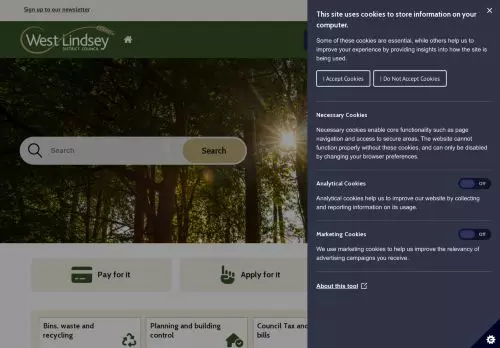 Sign up to our newsletter
West Lindsey
DISTRICT COUNCIL
Search
Search
Pay for it
Apply for it
Bins, waste and
recycling
Planning and building
control
Council Tax and
bills
This site uses cookies to store information on your
computer.
Some of these cookies are essential, while others help us to
improve your experience by providing insights into how the site is
being used.
I Accept Cookies
I Do Not Accept Cookies
Necessary Cookies
Necessary cookies enable core functionality such as page
navigation and access to secure areas. The website cannot
function properly without these cookies, and can only be disabled
by changing your browser preferences.
Analytical Cookies
Off
Analytical cookies help us to improve our website by collecting
and reporting information on its usage.
Marketing Cookies
Off
We use marketing cookies to help us improve the relevancy of
advertising campaigns you receive.
About this tool